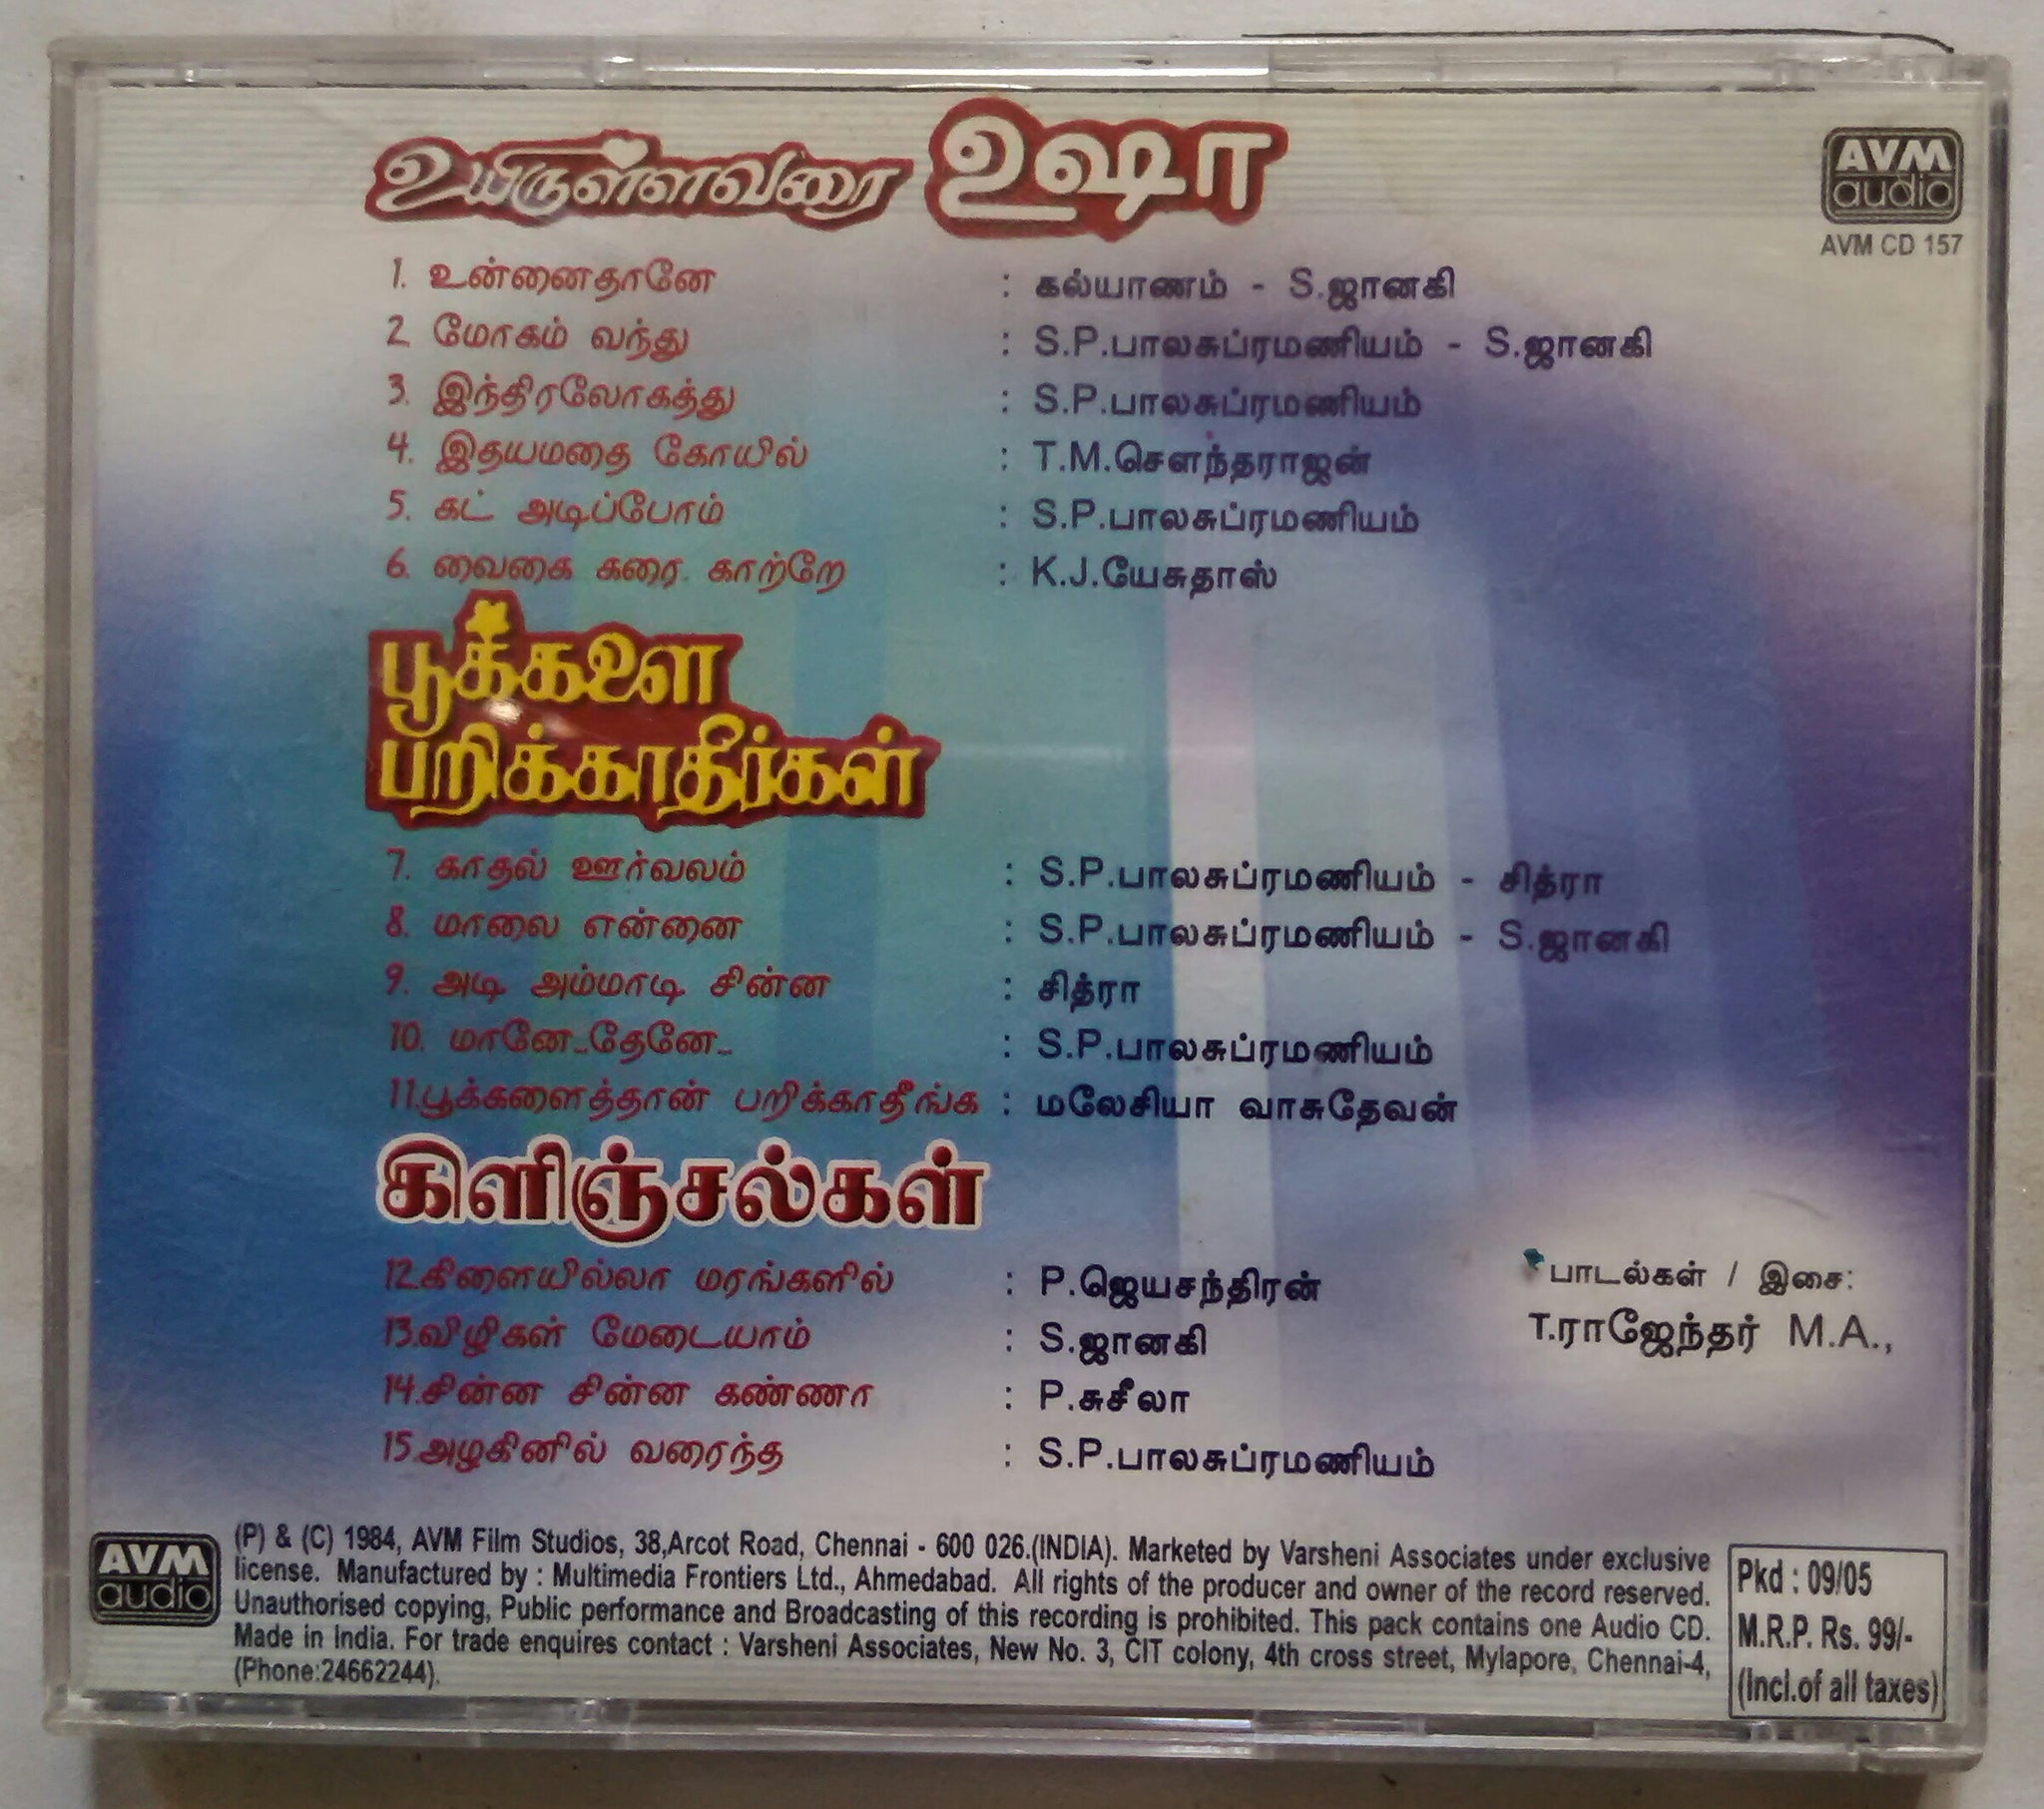 உயிருள்ளவரை உஷா
AVM
audio
AVM CD 157
1. உன்னைதானே : கல்யாணம் - S.ஜானகி
2. மோகம் வந்து : S.P.பாலசுப்ரமணியம் - S.ஜானகி
3. இந்திரலோகத்து : S.P.பாலசுப்ரமணியம்
4. இதயமதை கோயில் : T.M.சௌந்தராஜன்
5. கட் அடிப்போம் : S.P.பாலசுப்ரமணியம்
6. வைகை கரை காற்றே : K.J.யேசுதாஸ்
பூக்களை
பறிக்காதீர்கள்
7. காதல் ஊர்வலம் : S.P.பாலசுப்ரமணியம் - சித்ரா
8. மாலை என்னை : S.P.பாலசுப்ரமணியம் - S.ஜானகி
9. அடி அம்மாடி சின்ன : சித்ரா
10. மானே...தேனே... : S.P.பாலசுப்ரமணியம்
11.பூக்களைத்தான் பறிக்காதீங்க : மலேசியா வாசுதேவன்
கிளிஞ்சல்கள்
12.கிளையில்லா மரங்களில் : P.ஜெயசந்திரன்
13.விழிகள் மேடையாம் : S.ஜானகி
14.சின்ன சின்ன கண்ணா : P.சுசீலா
15.அழகினில் வரைந்த : S.P.பாலசுப்ரமணியம்
பாடல்கள் / இசை:
T.ராஜேந்தர் M.A.,
AVM
audio
(P) & (C) 1984, AVM Film Studios, 38,Arcot Road, Chennai - 600 026.(INDIA). Marketed by Varsheni Associates under exclusive
license. Manufactured by : Multimedia Frontiers Ltd., Ahmedabad. All rights of the producer and owner of the record reserved.
Unauthorised copying, Public performance and Broadcasting of this recording is prohibited. This pack contains one Audio CD.
Made in India. For trade enquires contact : Varsheni Associates, New No. 3, CIT colony, 4th cross street, Mylapore, Chennai-4,
(Phone:24662244).
Pkd : 09/05
M.R.P. Rs. 99/-
(Incl.of all taxes)